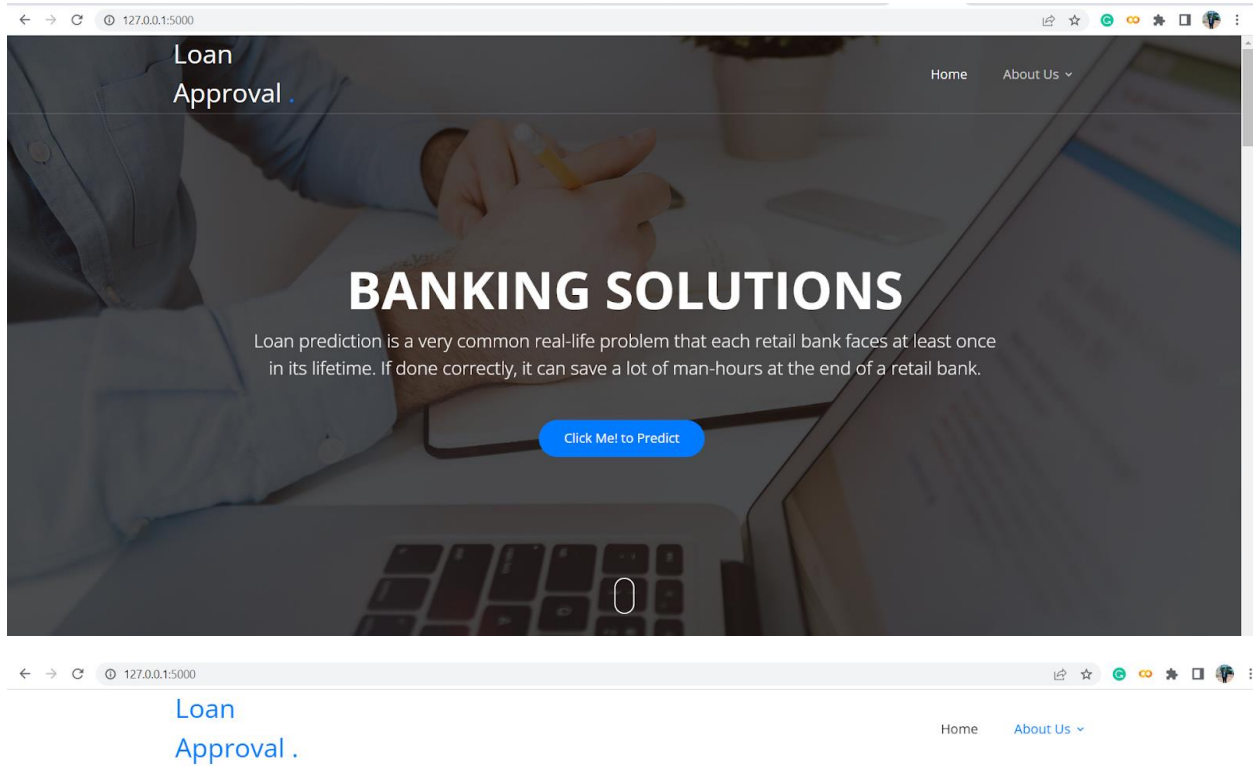 127.0.0.1:5000
Loan
Approval .
Home About Us
BANKING SOLUTIONS
Loan prediction is a very common real-life problem that each retail bank faces at least once
in its lifetime. If done correctly, it can save a lot of man-hours at the end of a retail bank.
Click Me! to Predict
127.0.0.1:5000
Loan
Approval .
Home About Us